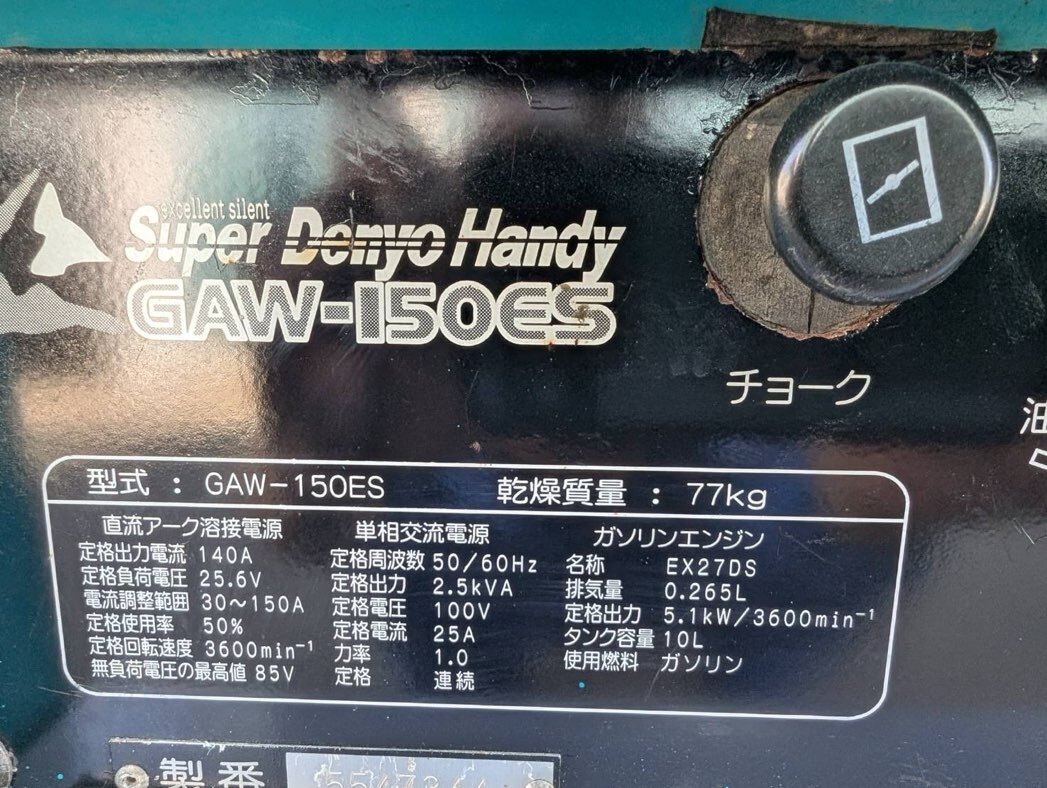 excellent silent
Super Denyo Handy
GAW-150ES
チョーク
油
型式 : GAW-150ES 乾燥質量 : 77kg
直流アーク溶接電源
定格出力電流 140A
定格負荷電圧 25.6V
電流調整範囲 30～150A
定格使用率 50%
定格回転速度 3600min⁻¹
無負荷電圧の最高値 85V
単相交流電源
定格周波数 50/60Hz
定格出力 2.5kVA
定格電圧 100V
定格電流 25A
力率 1.0
定格 連続
ガソリンエンジン
名称 EX27DS
排気量 0.265L
定格出力 5.1kW/3600min⁻¹
タンク容量 10L
使用燃料 ガソリン
製番